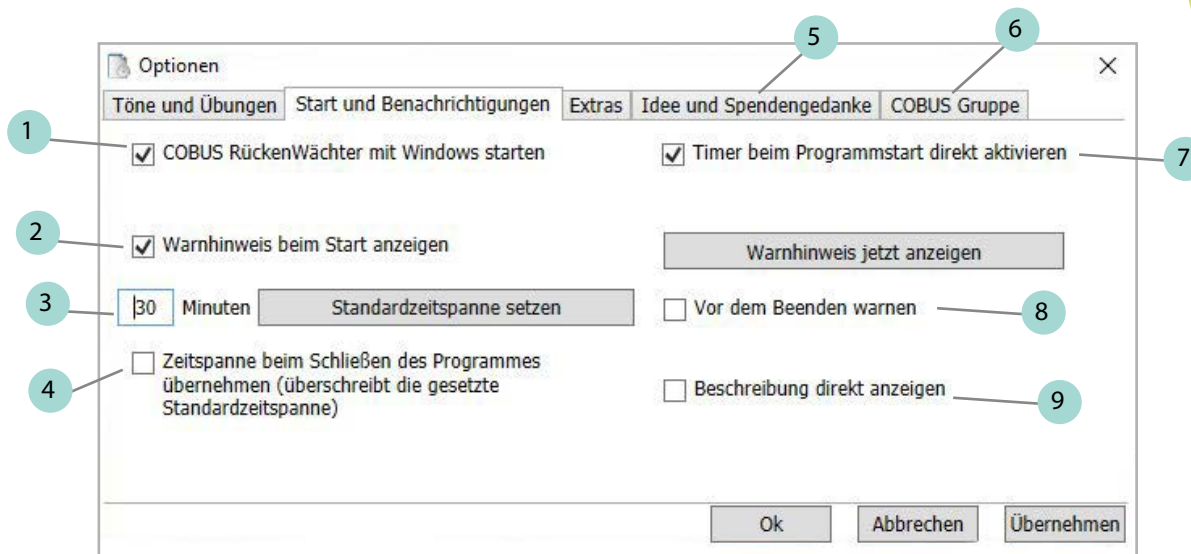 5
6
Optionen
Töne und Übungen
Start und Benachrichtigungen
Extras
Idee und Spendengedanke
COBUS Gruppe
1
COBUS RückenWächter mit Windows starten
Timer beim Programmstart direkt aktivieren
7
2
Warnhinweis beim Start anzeigen
Warnhinweis jetzt anzeigen
3
30 Minuten
Standardzeitspanne setzen
Vor dem Beenden warnen
8
4
Zeitspanne beim Schließen des Programmes
übernehmen (überschreibt die gesetzte
Standardzeitspanne)
Beschreibung direkt anzeigen
9
Ok
Abbrechen
Übernehmen